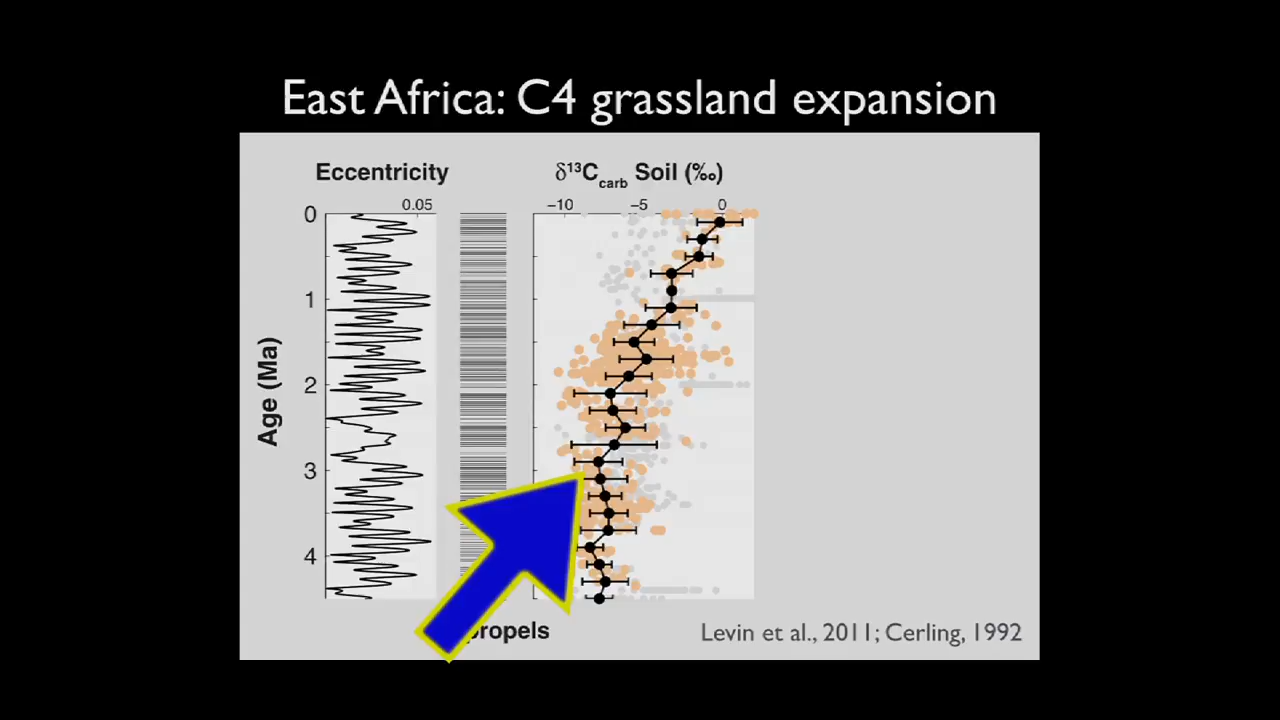 East Africa: C4 grassland expansion
Eccentricity
δ¹³Ccarb Soil (‰)
0.05
−10 −5 0
0
1
2
3
4
Age (Ma)
propels
Levin et al., 2011; Cerling, 1992